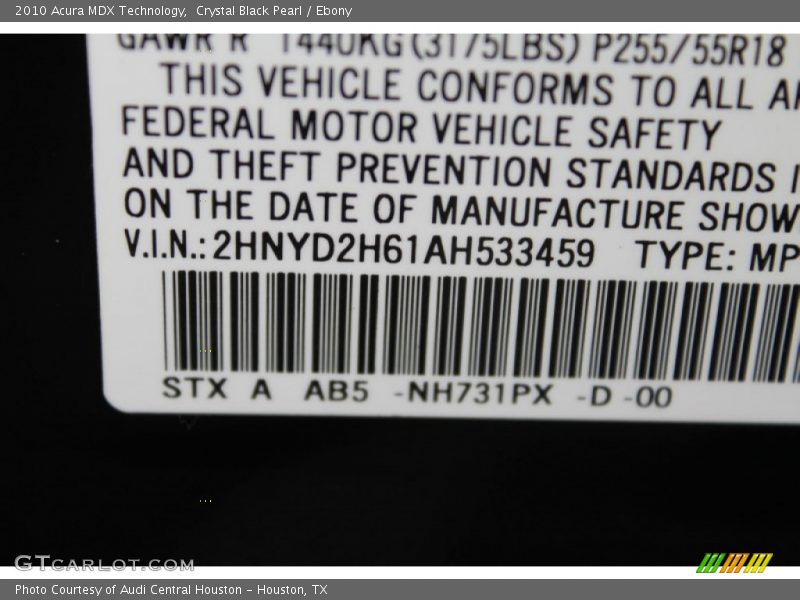 2010 Acura MDX Technology, Crystal Black Pearl / Ebony
GAWR R 1440KG (3175LBS) P255/55R18
THIS VEHICLE CONFORMS TO ALL
FEDERAL MOTOR VEHICLE SAFETY
AND THEFT PREVENTION STANDARDS
ON THE DATE OF MANUFACTURE SHOW
V.I.N.: 2HNYD2H61AH533459 TYPE: MP
STX A AB5 -NH731PX -D -00
GTCARLOT.COM
Photo Courtesy of Audi Central Houston - Houston, TX